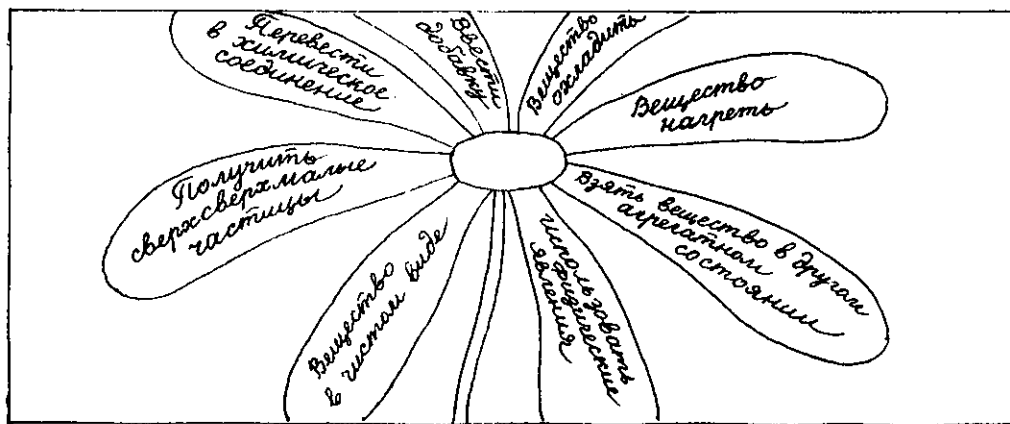 Перевести
в химическое
соединение
Ввести
добавку
Вещество
охладить
Вещество
нагреть
Взять вещество в другом
агрегатном
состоянии
использовать
физические
явления
Вещество
в чистом виде
Получить
сверхсверхмалые
частицы